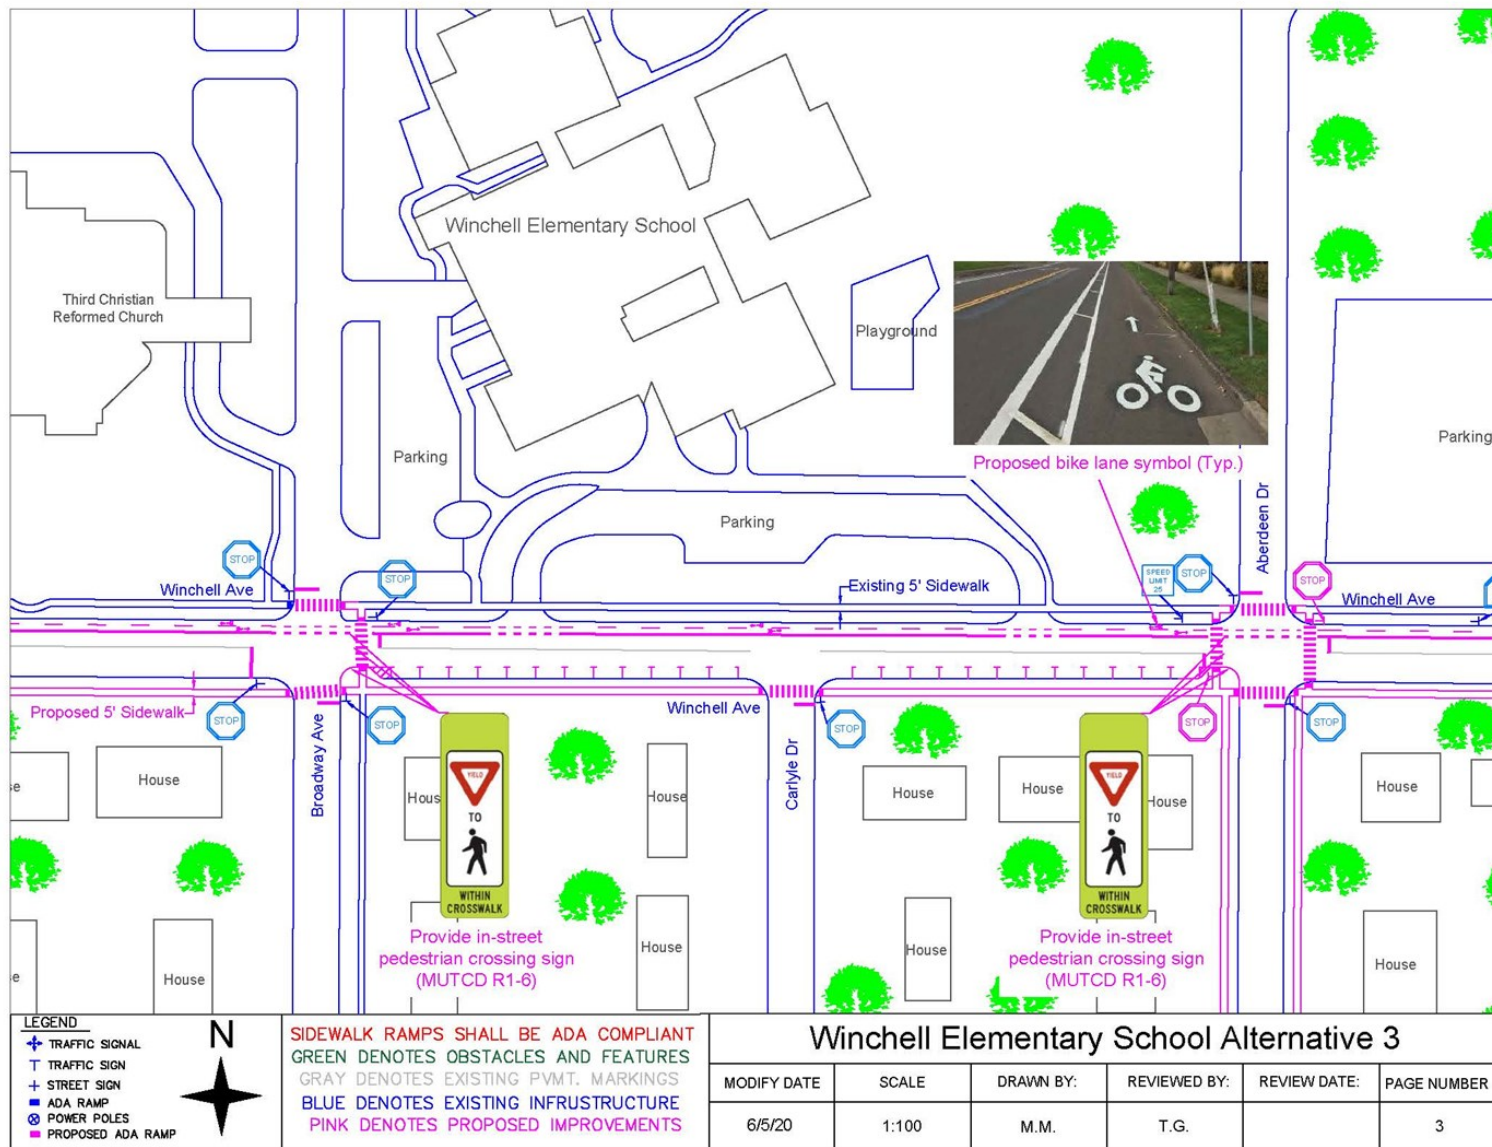 Winchell Elementary School
Third Christian
Reformed Church
Playground
Parking
Parking
Proposed bike lane symbol (Typ.)
Parking
Aberdeen Dr
STOP
STOP
SPEED
LIMIT
25
STOP
STOP
Winchell Ave
Existing 5' Sidewalk
Winchell Ave
Proposed 5' Sidewalk
STOP
Broadway Ave
STOP
Winchell Ave
Carlyle Dr
STOP
STOP
STOP
House
House
House
House
House
House
House
YIELD
TO
WITHIN
CROSSWALK
YIELD
TO
WITHIN
CROSSWALK
Provide in-street
pedestrian crossing sign
(MUTCD R1-6)
Provide in-street
pedestrian crossing sign
(MUTCD R1-6)
House
House
House
House
LEGEND
TRAFFIC SIGNAL
TRAFFIC SIGN
STREET SIGN
ADA RAMP
POWER POLES
PROPOSED ADA RAMP
N
SIDEWALK RAMPS SHALL BE ADA COMPLIANT
GREEN DENOTES OBSTACLES AND FEATURES
GRAY DENOTES EXISTING PVMT. MARKINGS
BLUE DENOTES EXISTING INFRUSTRUCTURE
PINK DENOTES PROPOSED IMPROVEMENTS
Winchell Elementary School Alternative 3
MODIFY DATE SCALE DRAWN BY: REVIEWED BY: REVIEW DATE: PAGE NUMBER
6/5/20 1:100 M.M. T.G. 3